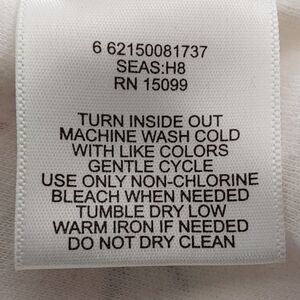 6 62150081737
SEAS:H8
RN 15099
TURN INSIDE OUT
MACHINE WASH COLD
WITH LIKE COLORS
GENTLE CYCLE
USE ONLY NON-CHLORINE
BLEACH WHEN NEEDED
TUMBLE DRY LOW
WARM IRON IF NEEDED
DO NOT DRY CLEAN